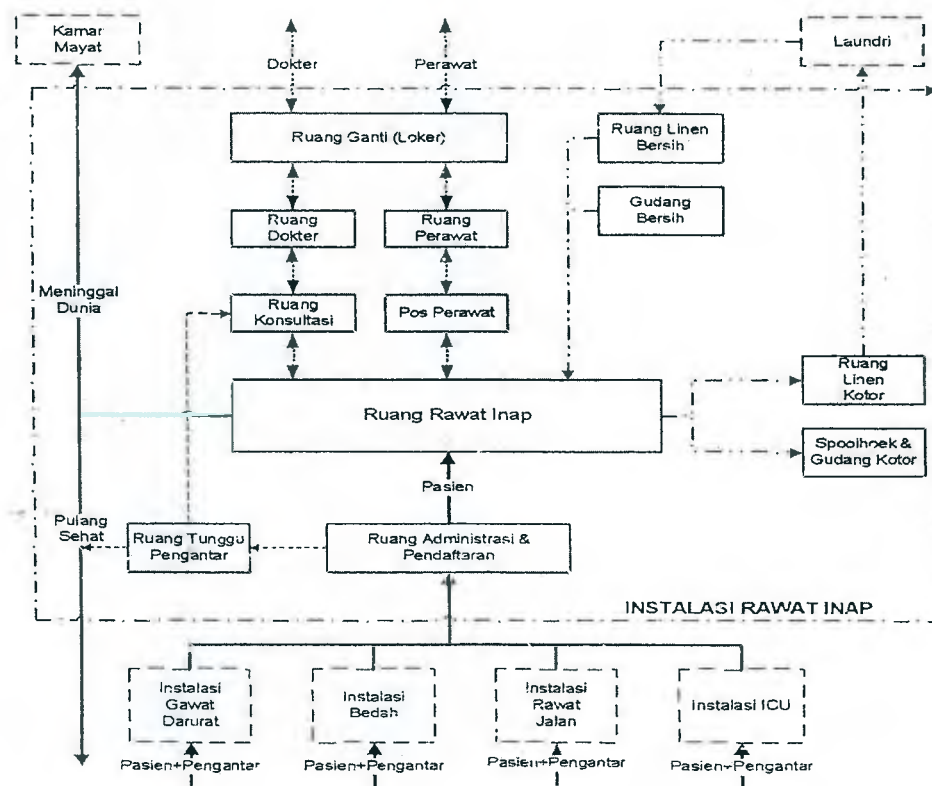 Kamar
Mayat
Dokter
Perawat
Laundri
Ruang Ganti (Loker)
Ruang Linen
Bersih
Ruang
Dokter
Ruang
Perawat
Gudang
Bersih
Meninggal
Dunia
Ruang
Konsultasi
Pos Perawat
Ruang
Linen
Kotor
Ruang Rawat Inap
Spoolhoek &
Gudang Kotor
Pasien
Pulang
Sehat
Ruang Tunggu
Pengantar
Ruang Administrasi &
Pendaftaran
INSTALASI RAWAT INAP
Instalasi
Gawat
Darurat
Instalasi
Bedah
Instalasi
Rawat
Jalan
Instalasi ICU
Pasien+Pengantar
Pasien+Pengantar
Pasien+Pengantar
Pasien+Pengantar